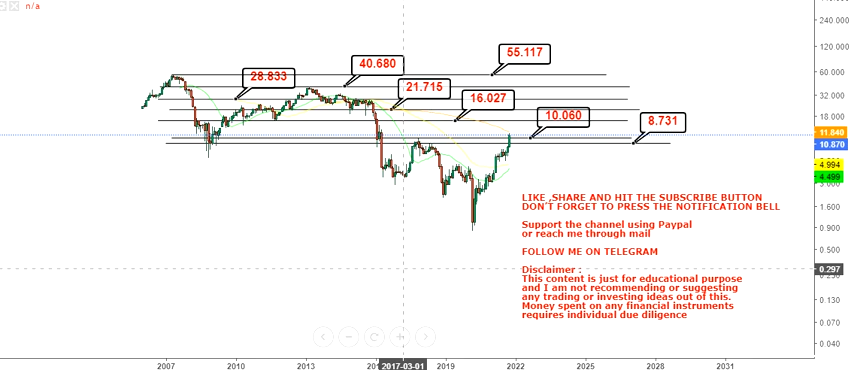 n/a
240.000
120.000
55.117
60.000
40.680
28.833
21.715
32.000
16.027
18.000
10.060
8.731
11.840
10.870
4.994
4.499
3.000
1.600
0.900
0.500
0.297
0.130
0.070
0.040
LIKE ,SHARE AND HIT THE SUBSCRIBE BUTTON
DON'T FORGET TO PRESS THE NOTIFICATION BELL
Support the channel using Paypal
or reach me through mail
FOLLOW ME ON TELEGRAM
Disclaimer :
This content is just for educational purpose
and I am not recommending or suggesting
any trading or investing ideas out of this.
Money spent on any financial instruments
requires individual due diligence
2007 2010 2013 2017-03-01 2019 2022 2025 2028 2031